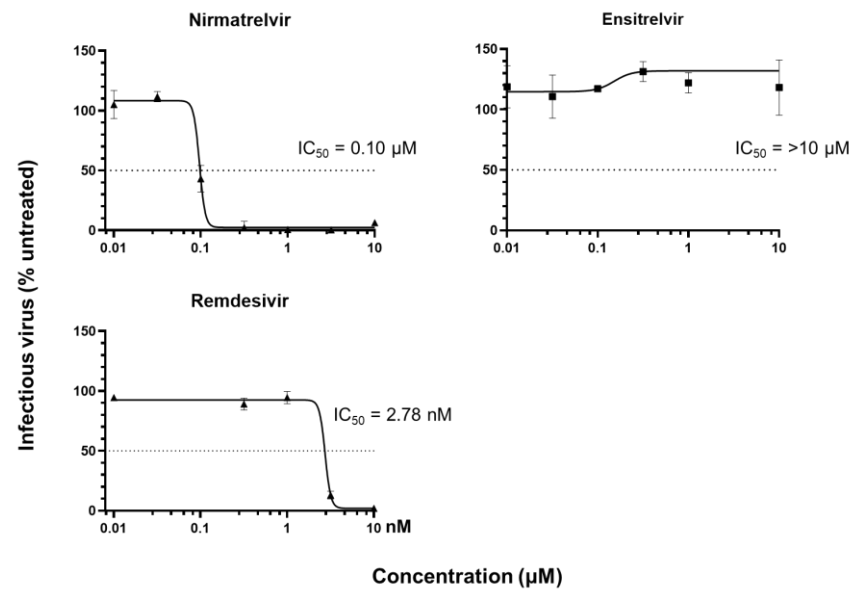 Nirmatrelvir
150
100
50
0
IC50 = 0.10 µM
0.01 0.1 1 10
Ensitrelvir
150
100
50
0
IC50 = >10 µM
0.01 0.1 1 10
Remdesivir
150
100
50
0
IC50 = 2.78 nM
0.01 0.1 1 10 nM
Infectious virus (% untreated)
Concentration (µM)